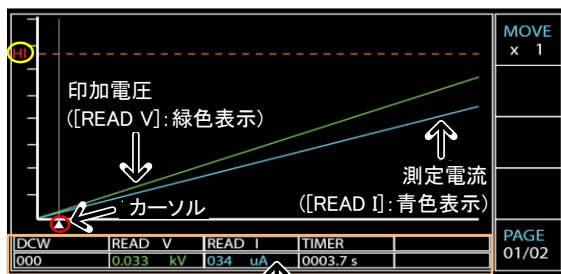 MOVE
x 1
HI
印加電圧
([READ V]:緑色表示)
測定電流
([READ I]:青色表示)
カーソル
DCW READ V READ I TIMER
000 0.033 kV 034 uA 0003.7 s
PAGE
01/02